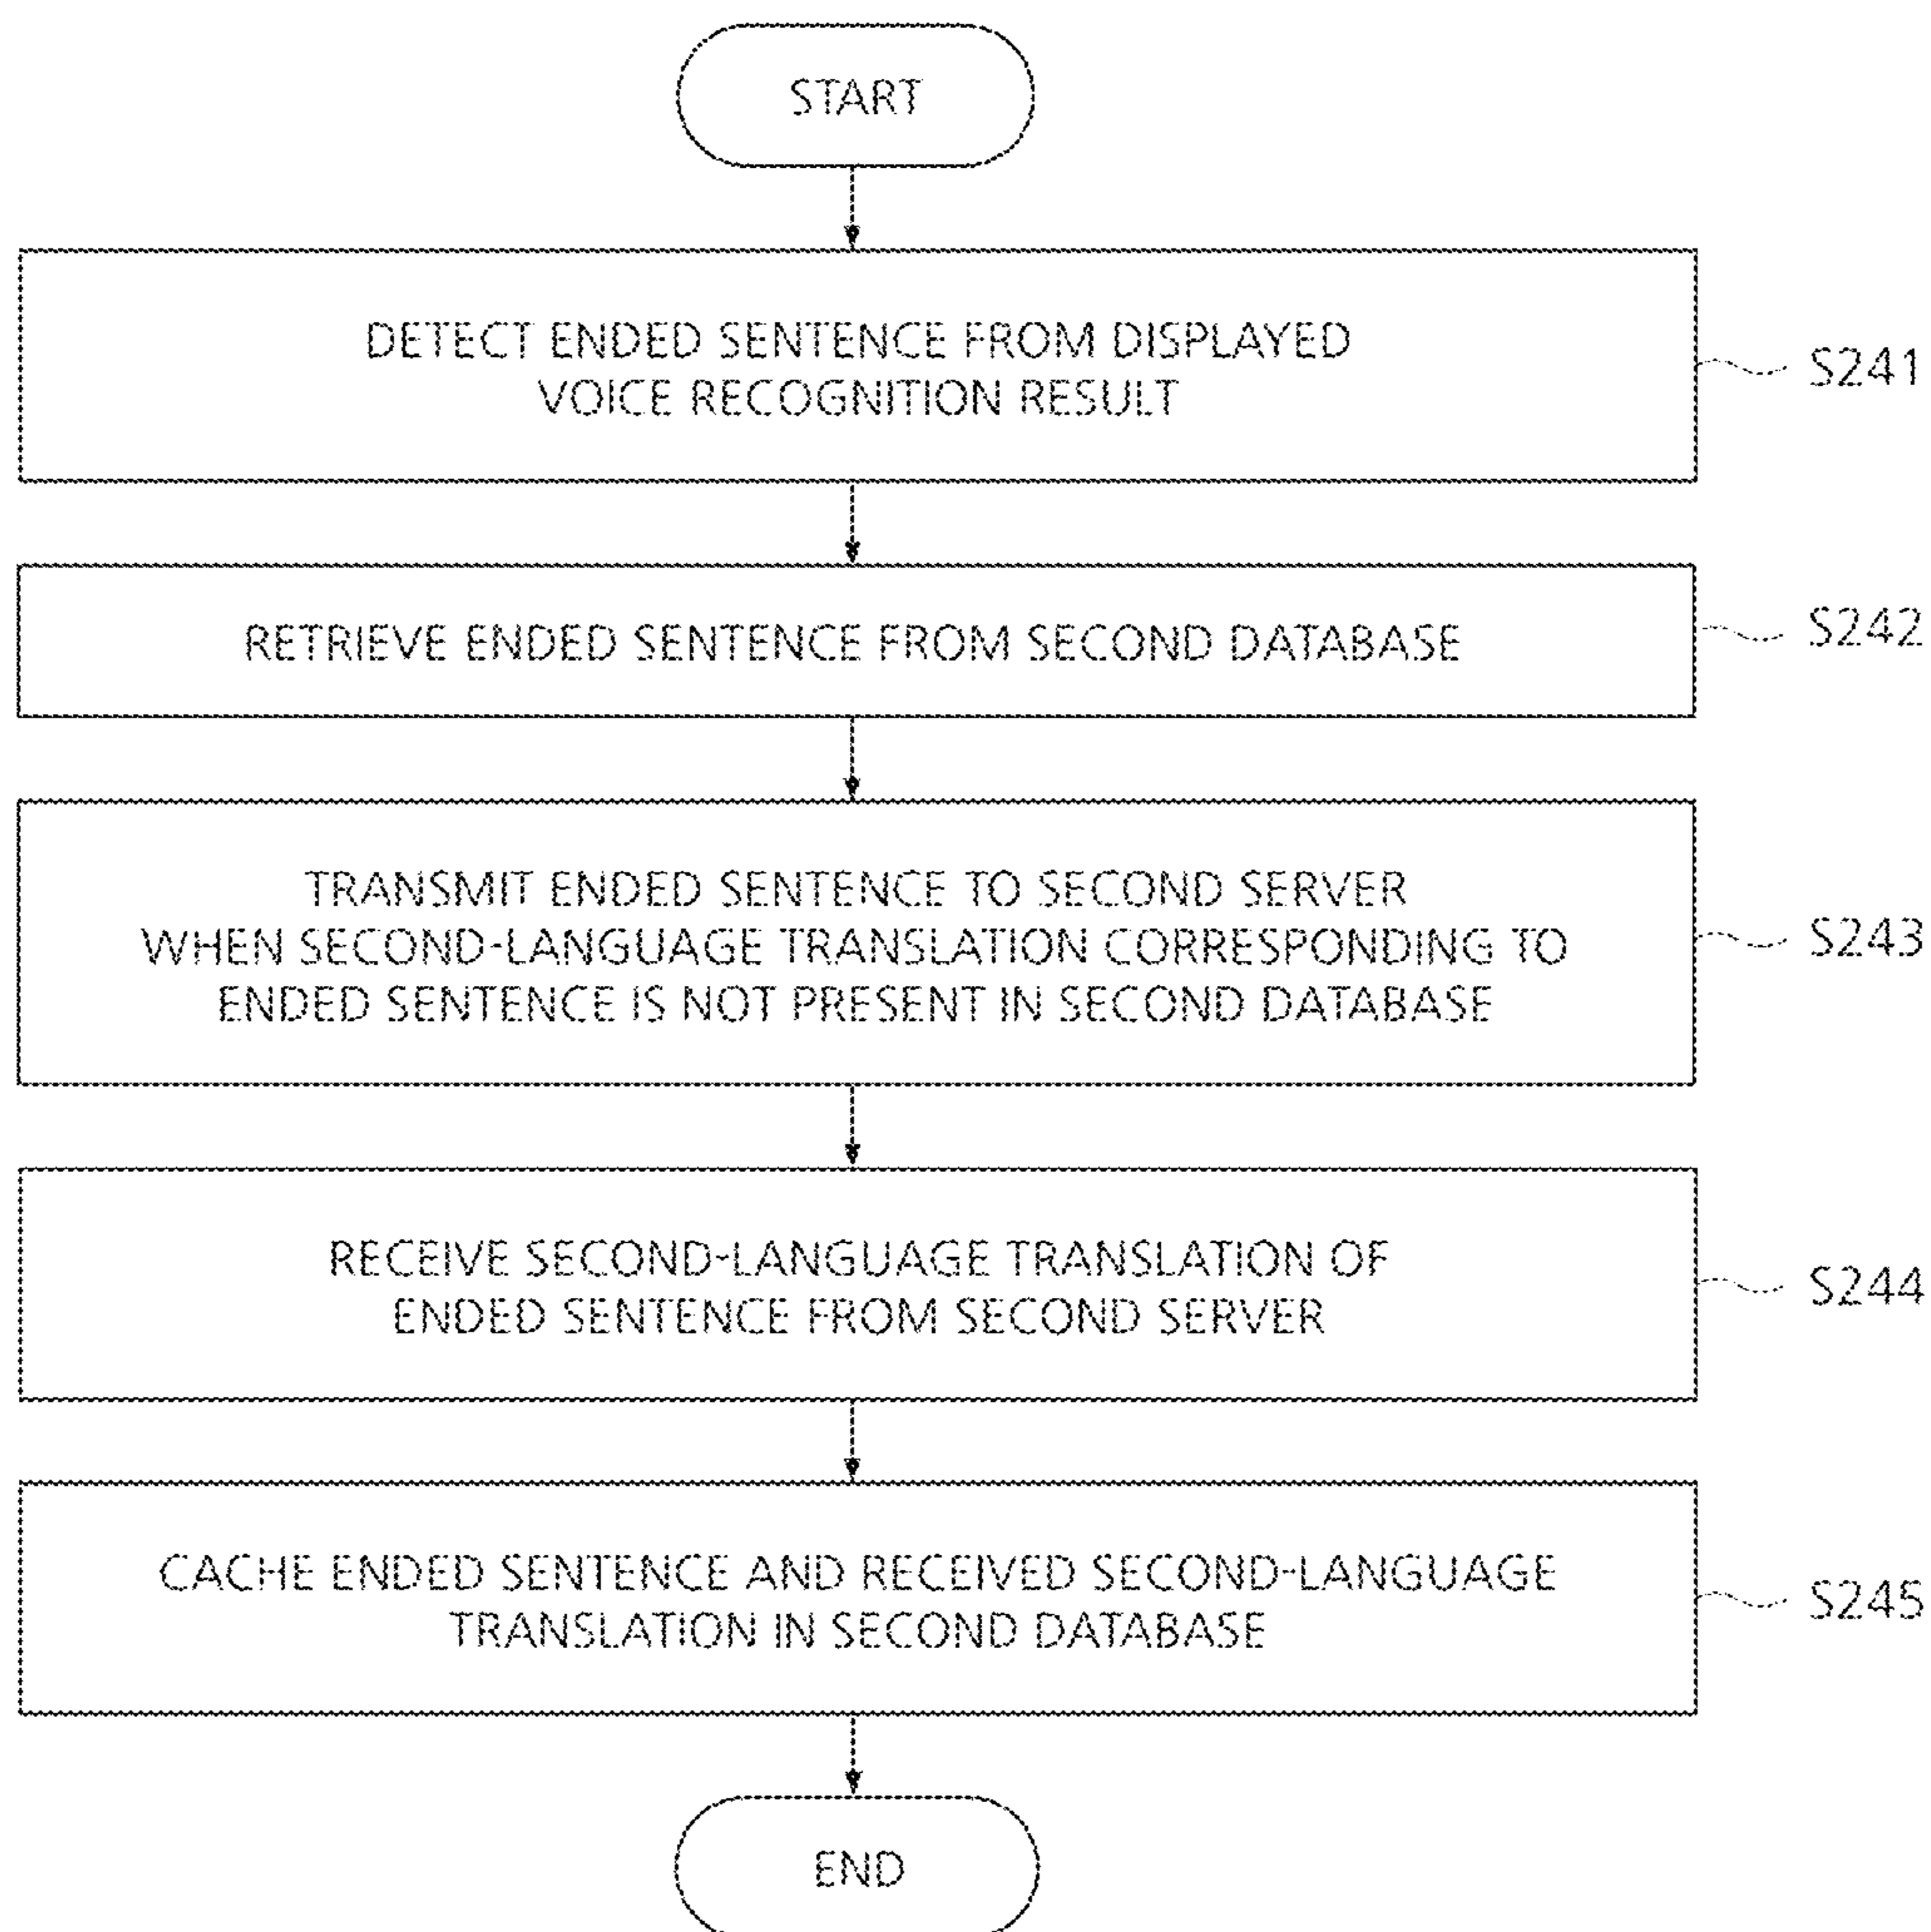 START
DETECT ENDED SENTENCE FROM DISPLAYED
VOICE RECOGNITION RESULT
S241
RETRIEVE ENDED SENTENCE FROM SECOND DATABASE
S242
TRANSMIT ENDED SENTENCE TO SECOND SERVER
WHEN SECOND-LANGUAGE TRANSLATION CORRESPONDING TO
ENDED SENTENCE IS NOT PRESENT IN SECOND DATABASE
S243
RECEIVE SECOND-LANGUAGE TRANSLATION OF
ENDED SENTENCE FROM SECOND SERVER
S244
CACHE ENDED SENTENCE AND RECEIVED SECOND-LANGUAGE
TRANSLATION IN SECOND DATABASE
S245
END